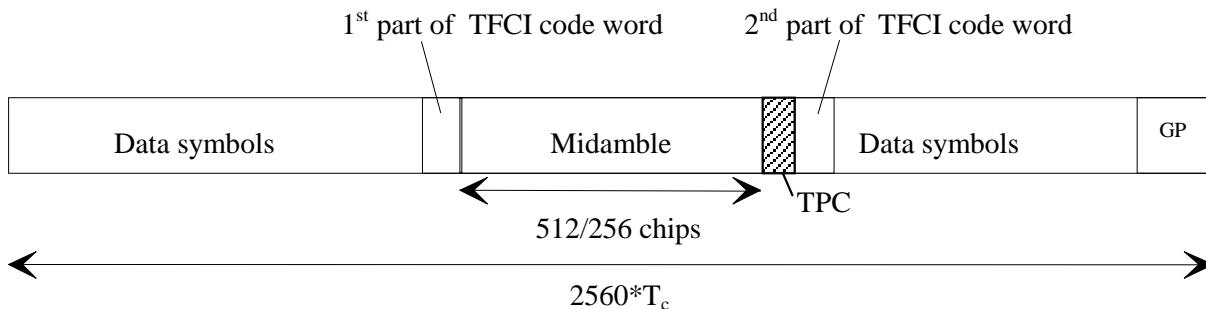 1st part of TFCI code word
2nd part of TFCI code word
Data symbols
Midamble
Data symbols
GP
TPC
512/256 chips
2560*Tc